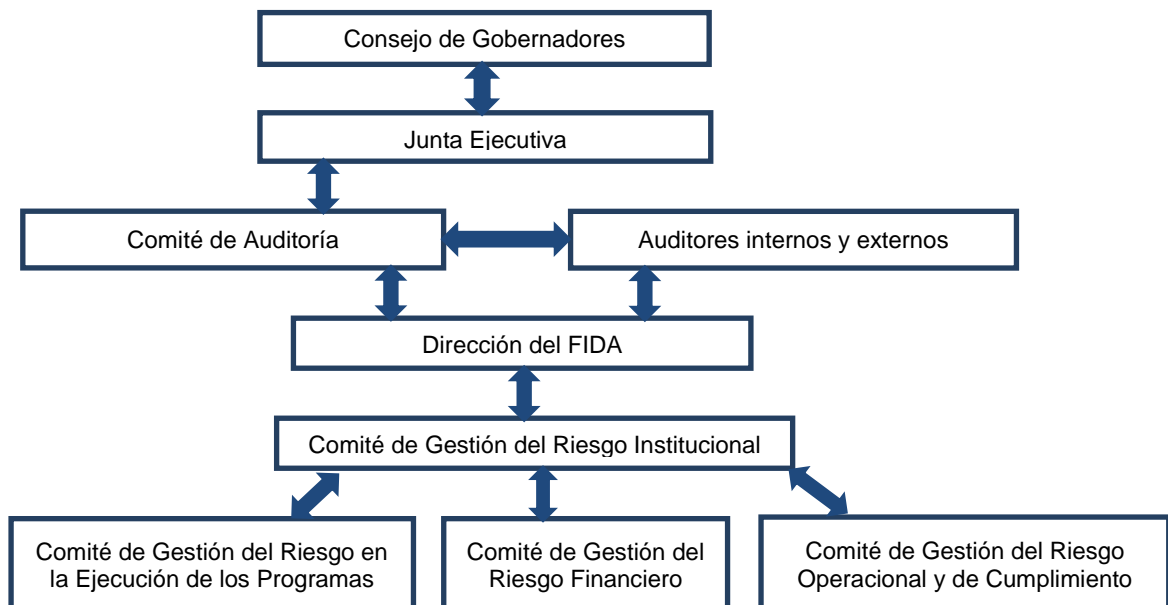 Consejo de Gobernadores
Junta Ejecutiva
Comité de Auditoría
Auditores internos y externos
Dirección del FIDA
Comité de Gestión del Riesgo Institucional
Comité de Gestión del Riesgo en
la Ejecución de los Programas
Comité de Gestión del
Riesgo Financiero
Comité de Gestión del Riesgo
Operacional y de Cumplimiento